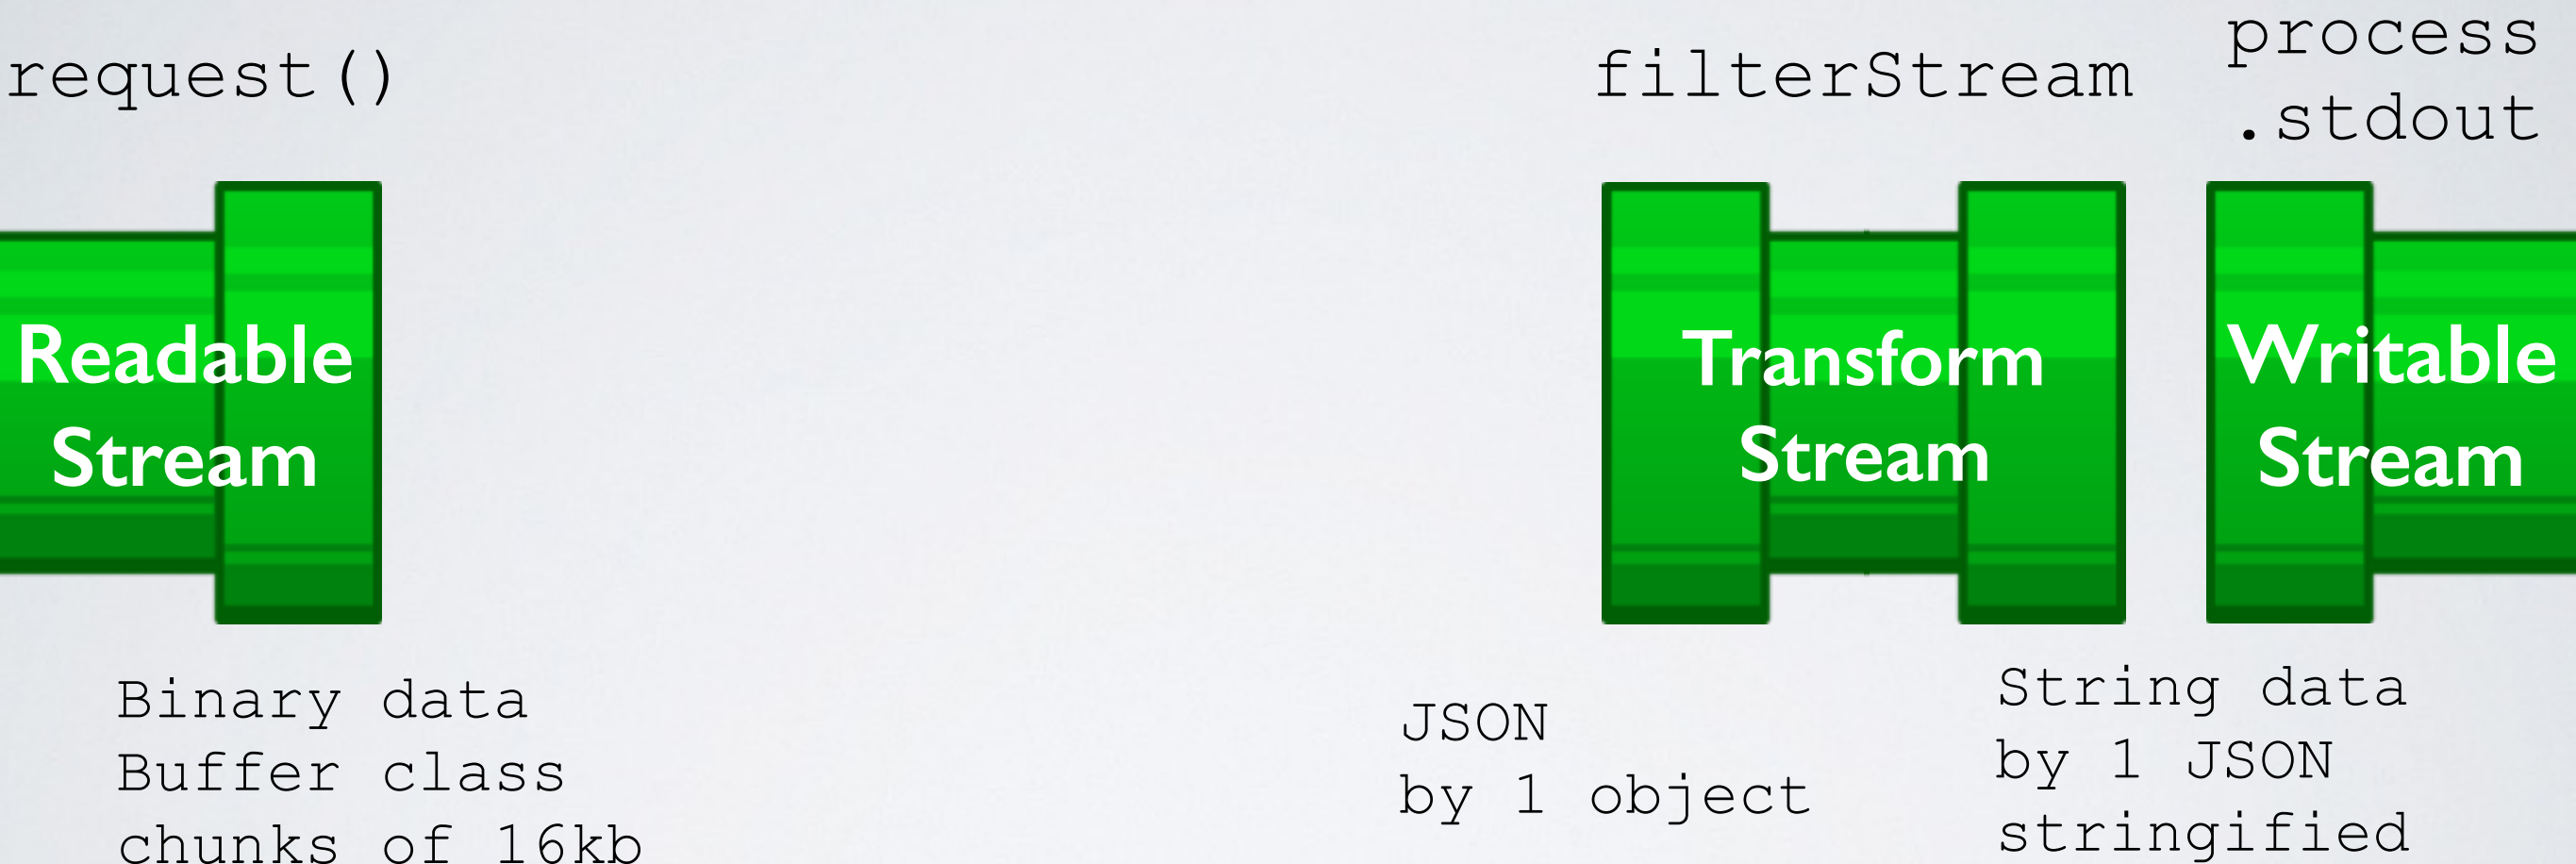 request()
filterStream
process
.stdout
Readable
Stream
Transform
Stream
Writable
Stream
Binary data
Buffer class
chunks of 16kb
JSON
by 1 object
String data
by 1 JSON
stringified